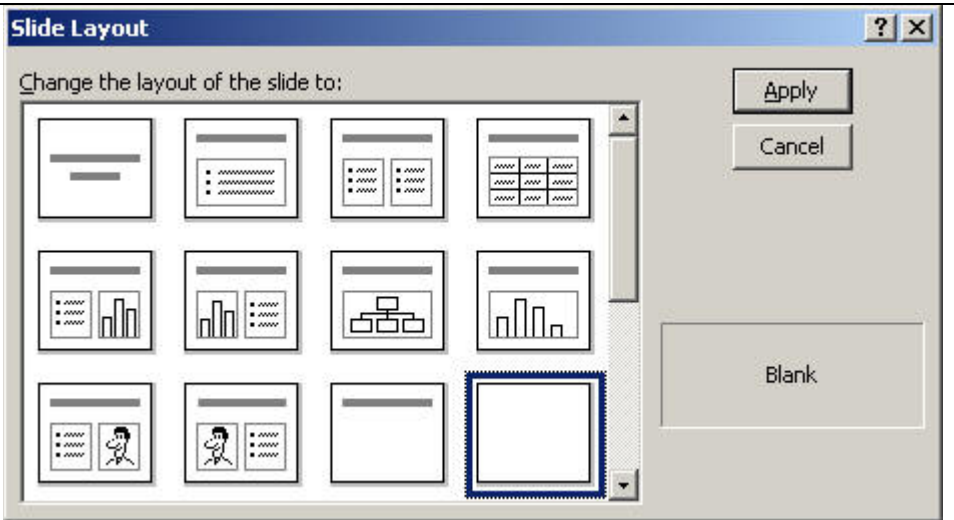 Slide Layout
Change the layout of the slide to:
Apply
Cancel
Blank